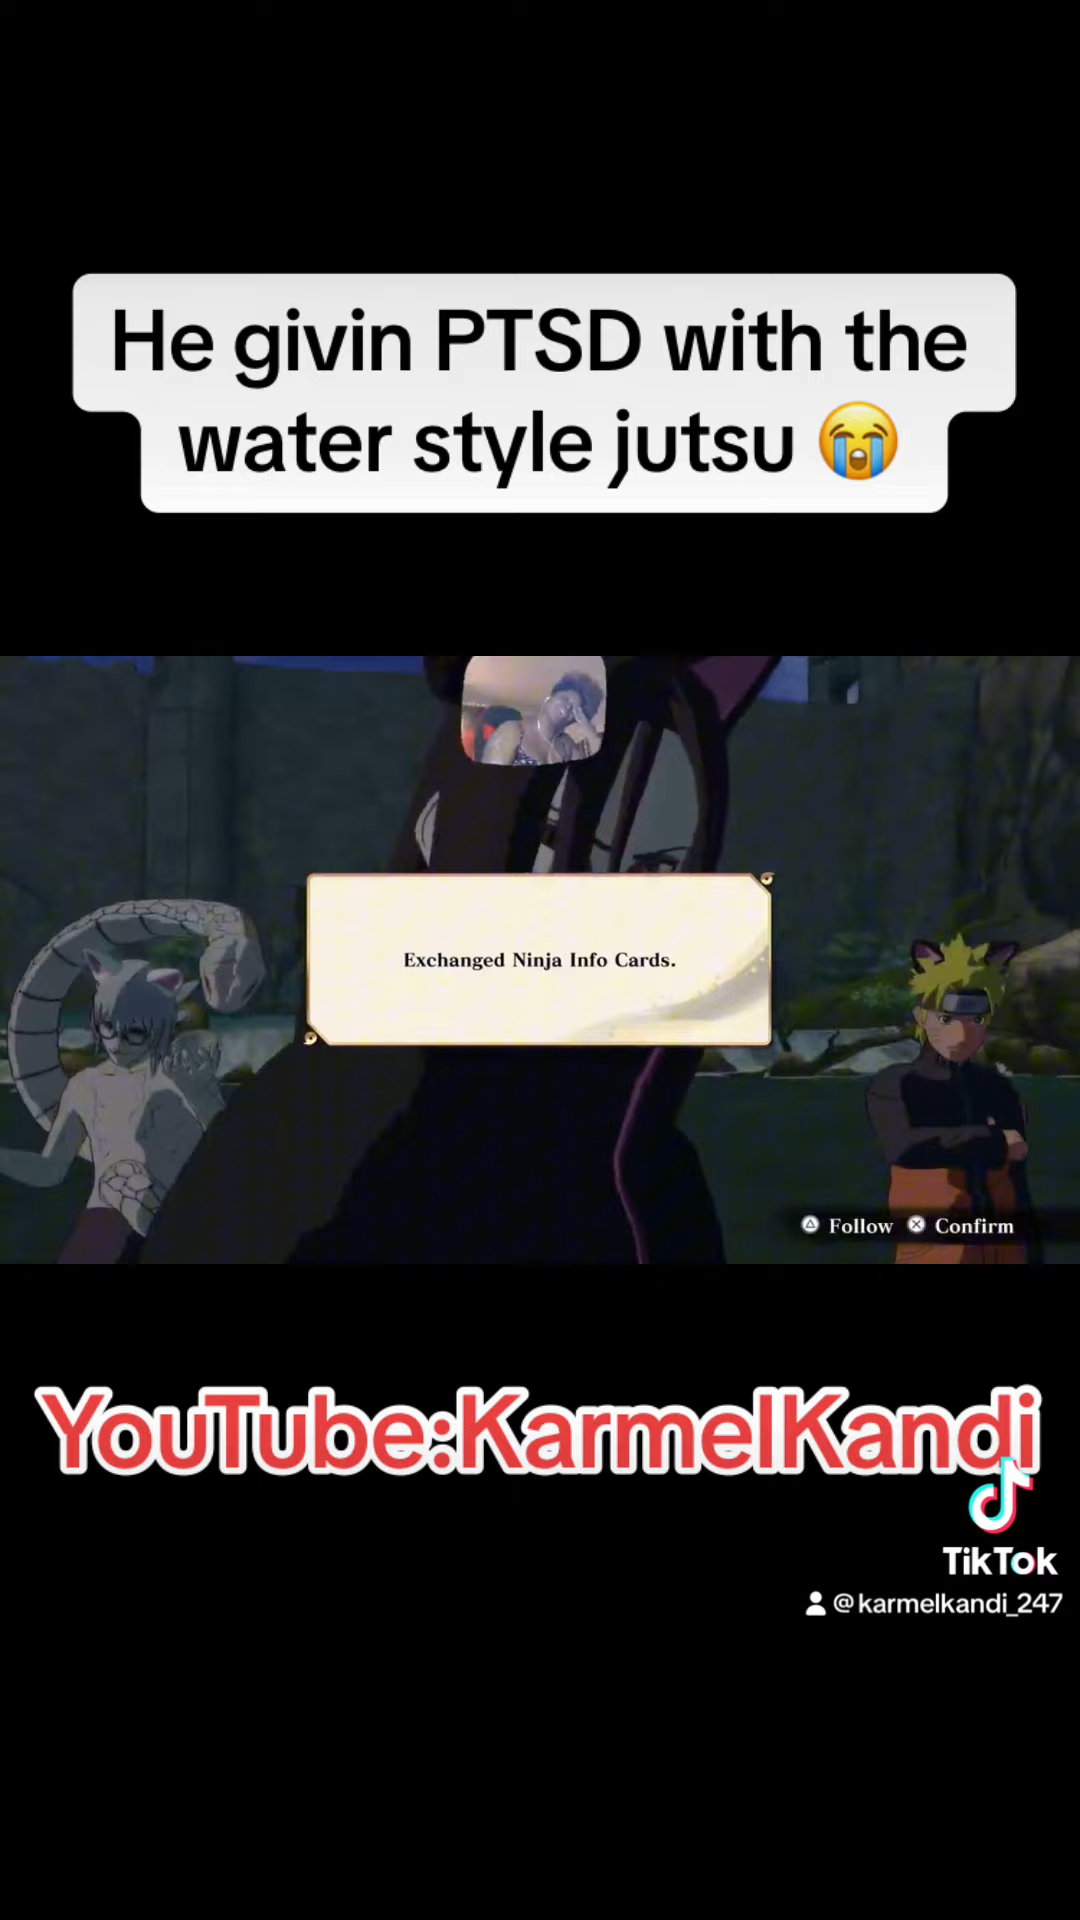 He givin PTSD with the
water style jutsu 😭
Exchanged Ninja Info Cards.
Follow Confirm
YouTube:KarmelKandi
TikTok
@karmelkandi_247